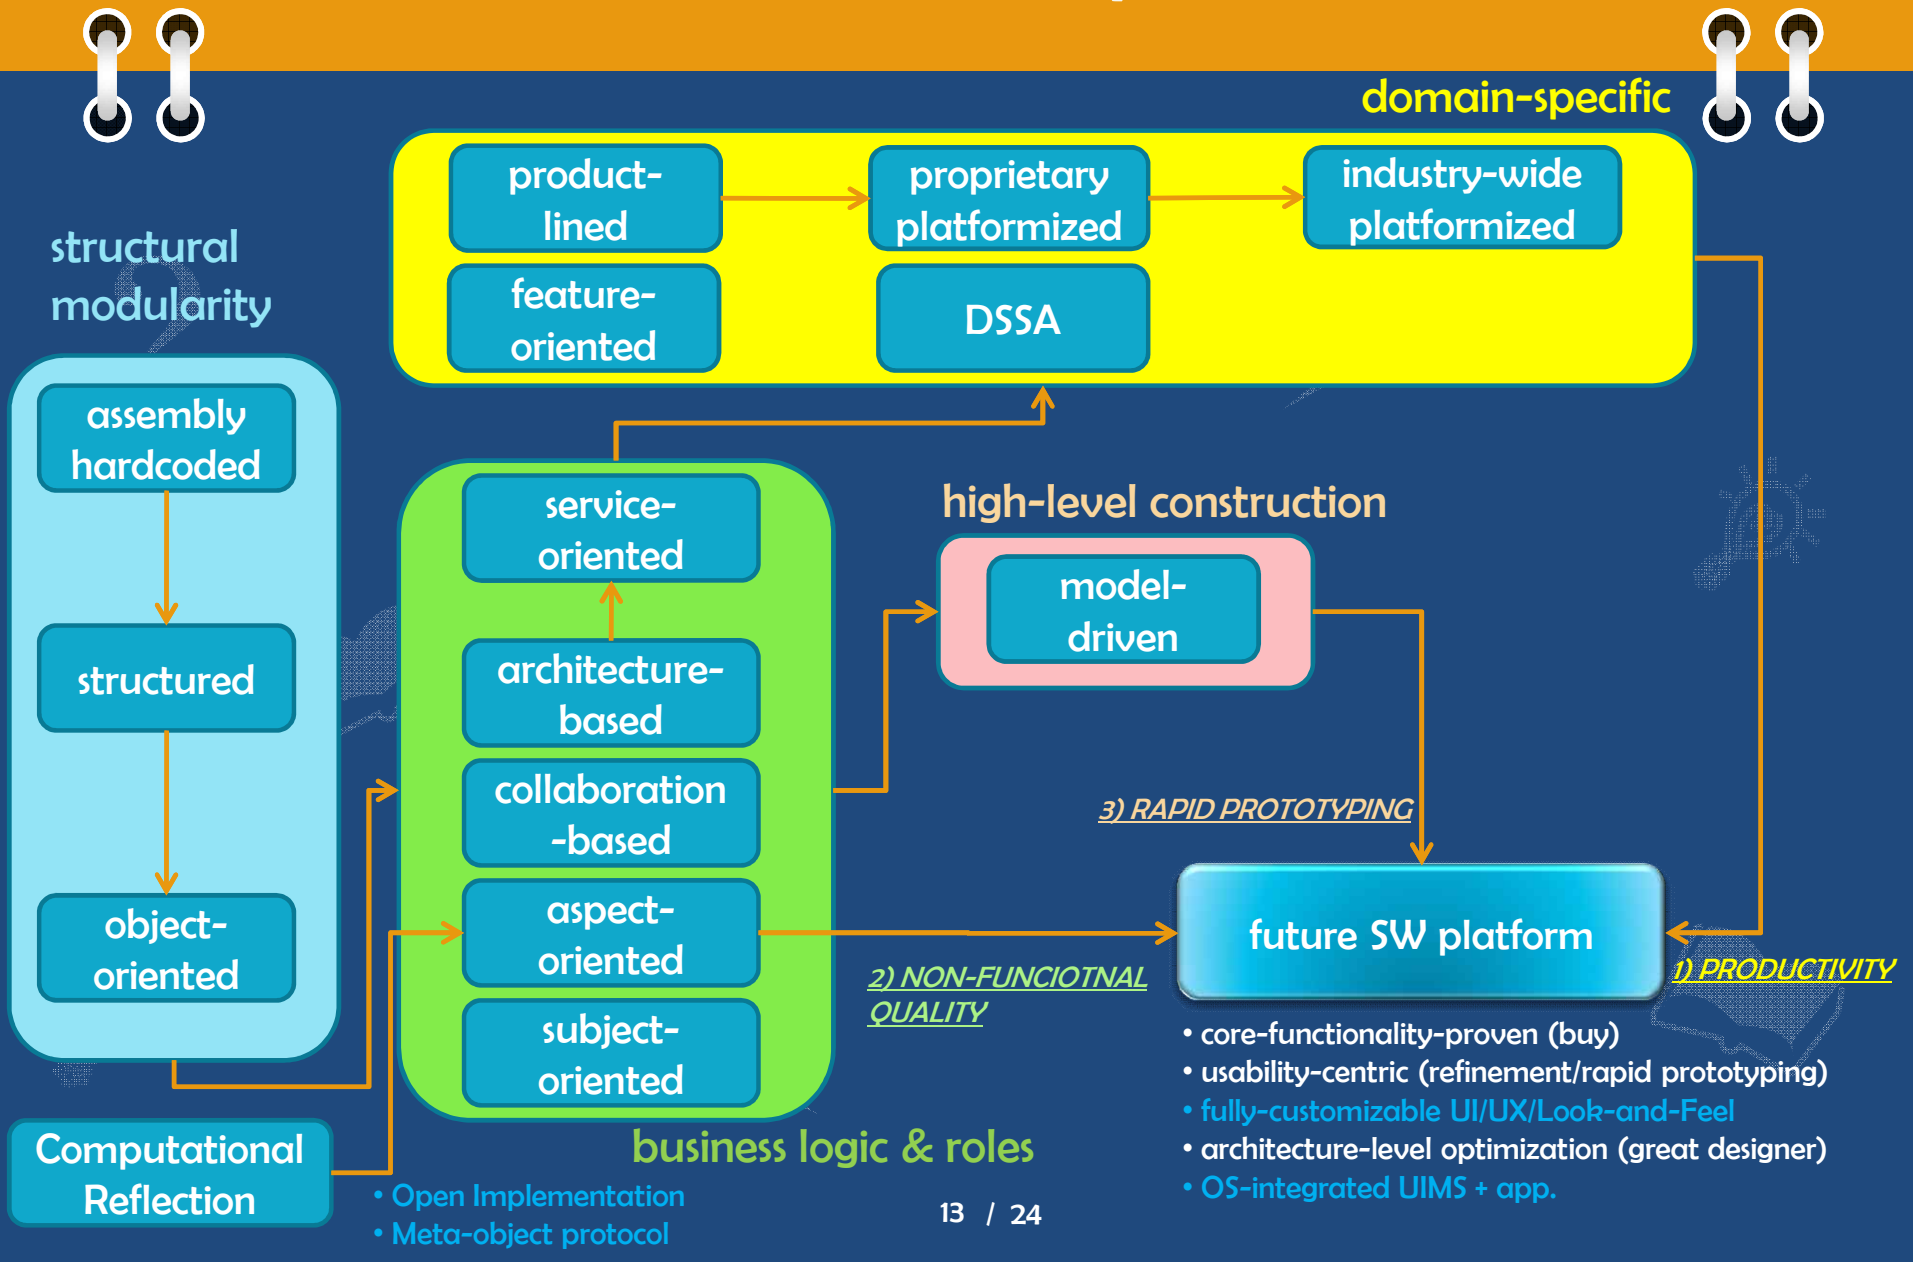 domain-specific
product-
lined
proprietary
platformized
industry-wide
platformized
feature-
oriented
DSSA
structural
modularity
assembly
hardcoded
structured
object-
oriented
Computational
Reflection
• Open Implementation
• Meta-object protocol
service-
oriented
architecture-
based
collaboration
-based
aspect-
oriented
subject-
oriented
business logic & roles
high-level construction
model-
driven
3) RAPID PROTOTYPING
2) NON-FUNCIOTNAL
QUALITY
future SW platform
1) PRODUCTIVITY
• core-functionality-proven (buy)
• usability-centric (refinement/rapid prototyping)
• fully-customizable UI/UX/Look-and-Feel
• architecture-level optimization (great designer)
• OS-integrated UIMS + app.
13 / 24